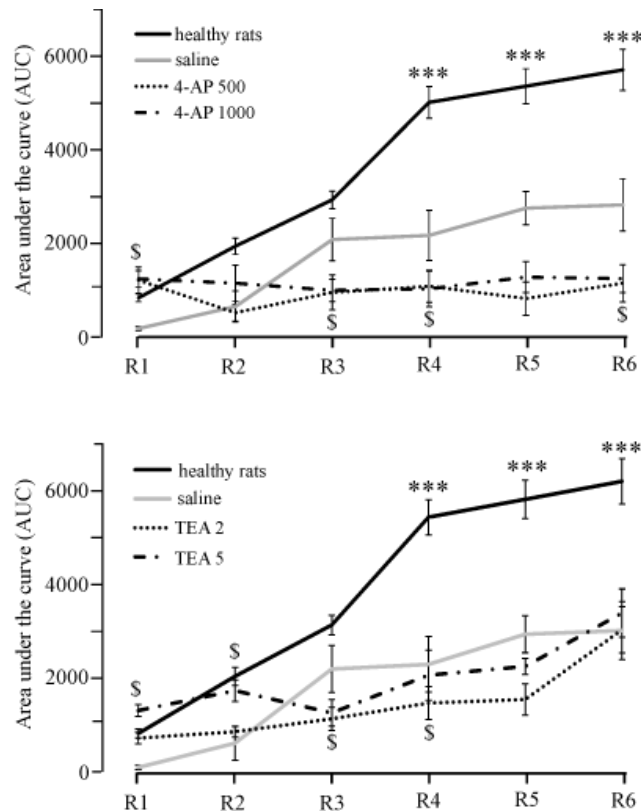 healthy rats
saline
4-AP 500
4-AP 1000
Area under the curve (AUC)
6000
4000
2000
0
*** *** ***
$
$ $ $
R1 R2 R3 R4 R5 R6
healthy rats
saline
TEA 2
TEA 5
Area under the curve (AUC)
6000
4000
2000
0
*** *** ***
$ $
$ $
R1 R2 R3 R4 R5 R6